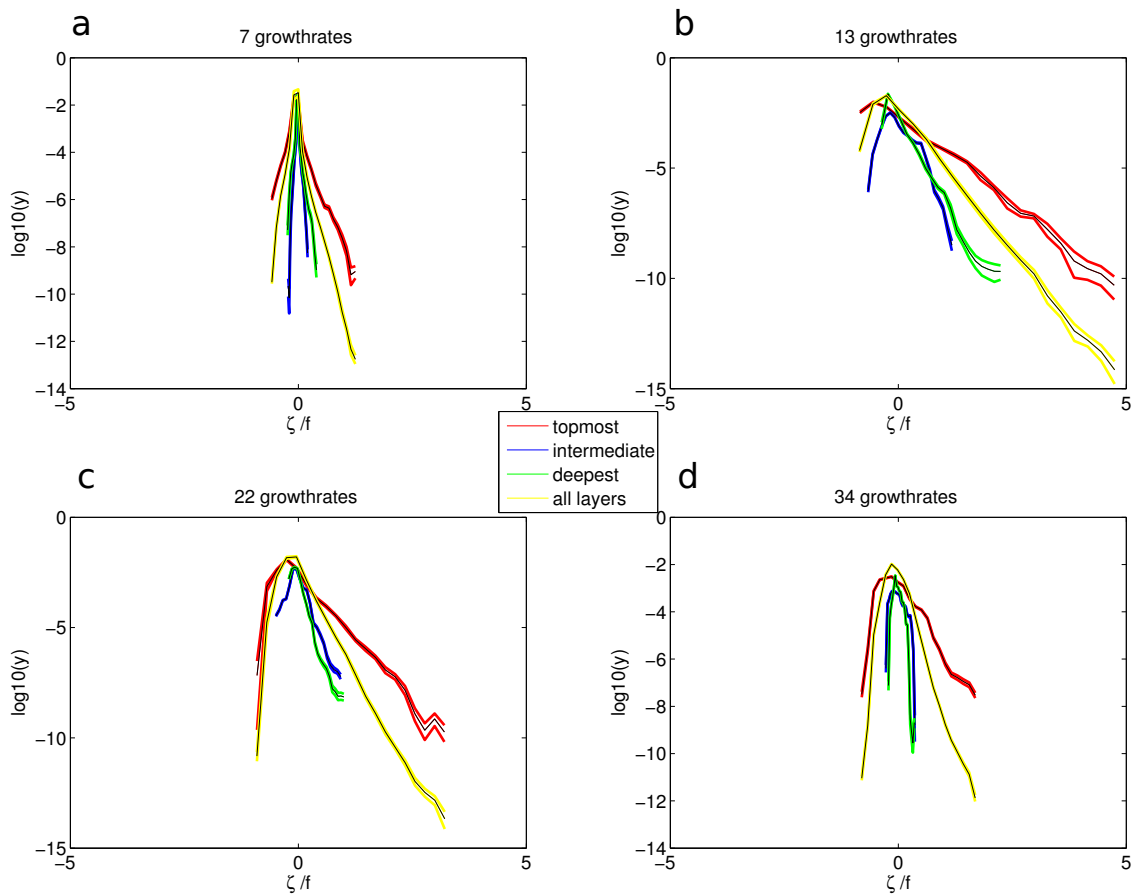 a
7 growthrates
0
−2
−4
−6
−8
−10
−12
−14
log10(y)
−5 0 5
ζ /f
b
13 growthrates
0
−5
−10
−15
log10(y)
−5 0 5
ζ /f
topmost
intermediate
deepest
all layers
c
22 growthrates
0
−5
−10
−15
log10(y)
−5 0 5
ζ /f
d
34 growthrates
0
−2
−4
−6
−8
−10
−12
−14
log10(y)
−5 0 5
ζ /f